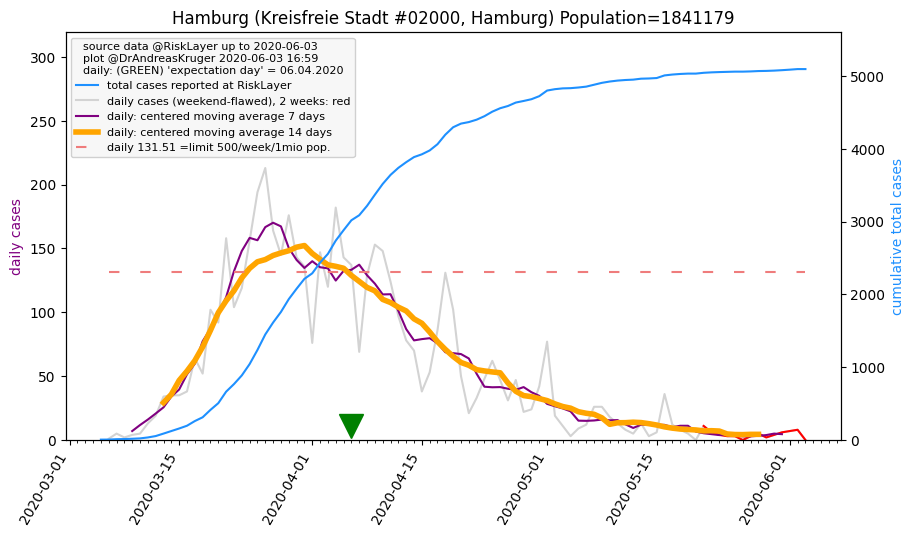 Hamburg (Kreisfreie Stadt #02000, Hamburg) Population=1841179
source data @RiskLayer up to 2020-06-03
plot @DrAndreasKruger 2020-06-03 16:59
daily: (GREEN) 'expectation day' = 06.04.2020
total cases reported at RiskLayer
daily cases (weekend-flawed), 2 weeks: red
daily: centered moving average 7 days
daily: centered moving average 14 days
daily 131.51 =limit 500/week/1mio pop.
daily cases
300
250
200
150
100
50
0
cumulative total cases
5000
4000
3000
2000
1000
0
2020-03-01
2020-03-15
2020-04-01
2020-04-15
2020-05-01
2020-05-15
2020-06-01